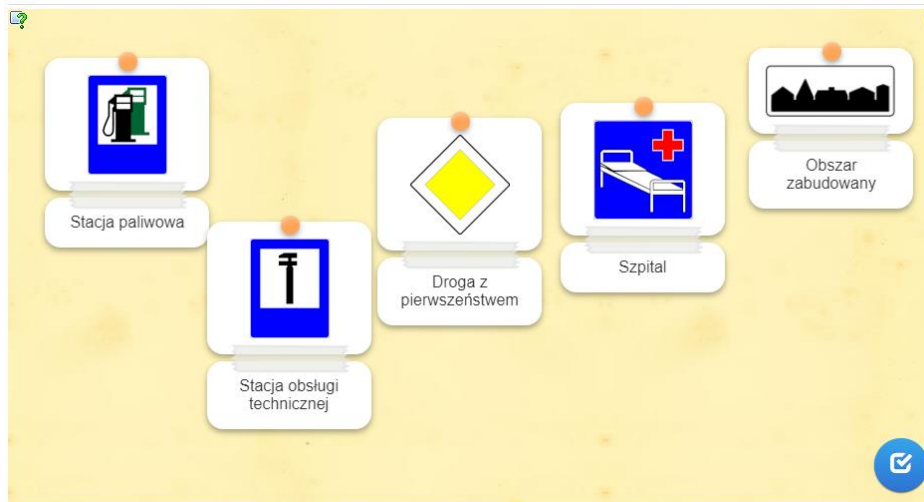 Stacja paliwowa
Stacja obsługi
technicznej
Droga z
pierwszeństwem
Szpital
Obszar
zabudowany